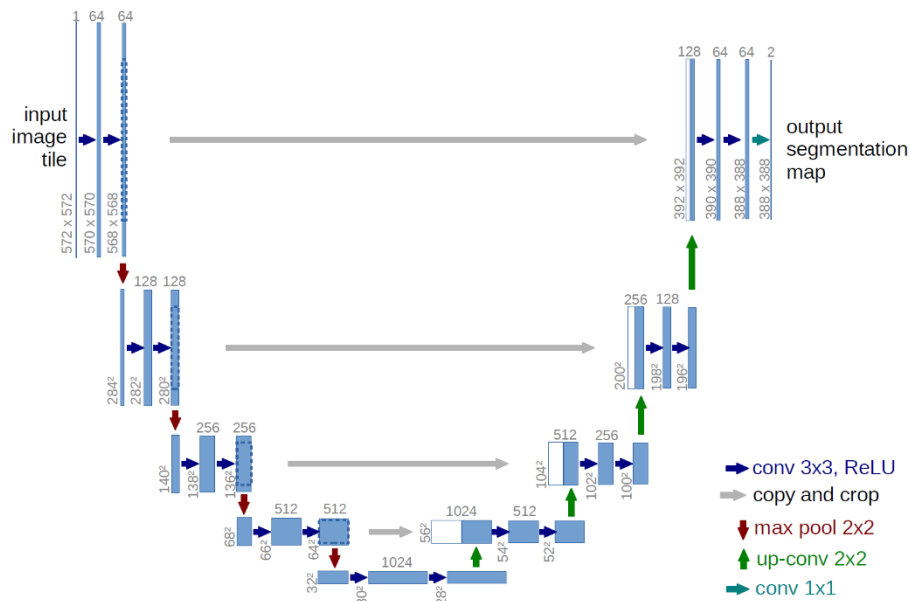 1 64 64
128 64 64 2
input
image
tile
output
segmentation
map
572 x 572
570 x 570
568 x 568
392 x 392
390 x 390
388 x 388
388 x 388
128 128
256 128
284²
282²
280²
200²
198²
196²
256 256
512 256
140²
138²
136²
104²
102²
100²
512 512
1024 512
68²
66²
64²
56²
54²
52²
1024
32²
conv 3x3, ReLU
copy and crop
max pool 2x2
up-conv 2x2
conv 1x1